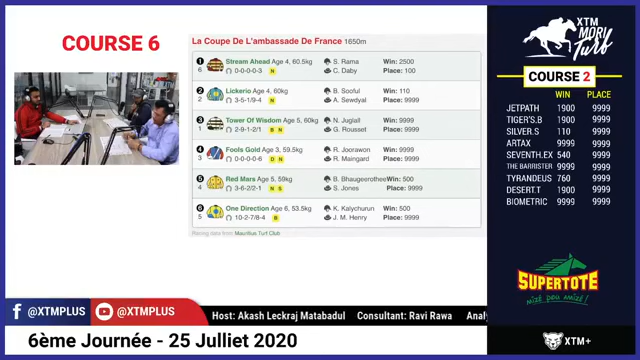 COURSE 6
La Coupe De L'ambassade De France 1650m
1 Stream Ahead Age 4, 60.5kg S. Rama Win: 2500
6 0-0-0-0-3 N C. Daby Place: 100
2 Lickerio Age 4, 60kg B. Sooful Win: 110
2 3-5-1/9-4 N A. Sewdyal Place: 9999
3 Tower Of Wisdom Age 5, 60kg N. Juglall Win: 9999
1 2-9-1-2/1 B N G. Rousset Place: 9999
4 Fools Gold Age 3, 59.5kg R. Joorawon Win: 9999
3 0-0-0-0-6 D N R. Maingard Place: 9999
5 Red Mars Age 5, 59kg B. Bhaugeerothee Win: 500
4 3-6-2/2-1 N S S. Jones Place: 9999
6 One Direction Age 6, 53.5kg K. Kalychurun Win: 500
5 10-2-7/8-4 B J. M. Henry Place: 9999
Racing data from: Mauritius Turf Club
XTM
MORI
Turf
COURSE 2
WIN PLACE
JETPATH 1900 9999
TIGER'S.B 1900 9999
SILVER.S 110 9999
ARTAX 9999 9999
SEVENTH.EX 540 9999
THE BARRISTER 9999 9999
TYRANDEUS 760 9999
DESERT.T 1900 9999
BIOMETRIC 9999 9999
SUPERTOTE
mizé peu amizé!
@XTMPLUS @XTMPLUS
Host: Akash Leckraj Matabadul Consultant: Ravi Rawa Analy
6ème Journée - 25 Julliet 2020
XTM+